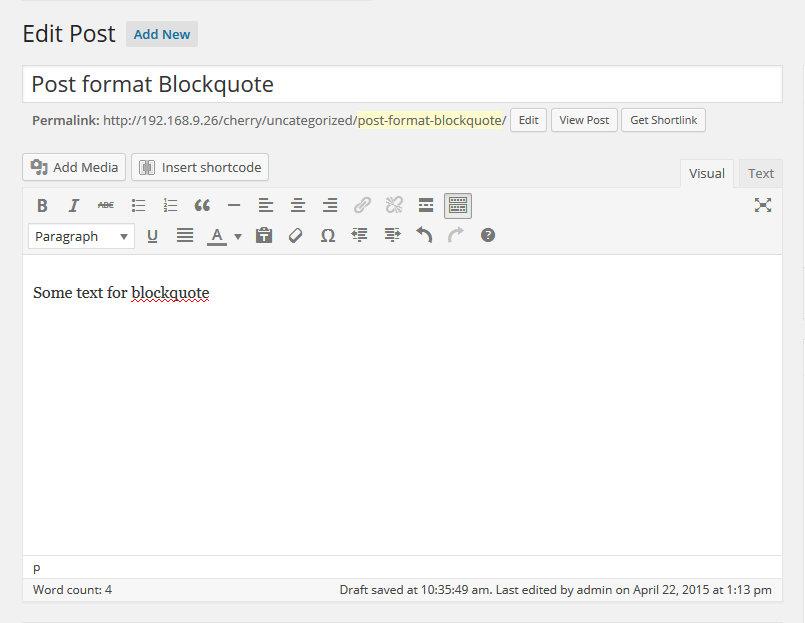 Edit Post Add New
Post format Blockquote
Permalink: http://192.168.9.26/cherry/uncategorized/post-format-blockquote/ Edit View Post Get Shortlink
Add Media Insert shortcode
Visual Text
B I ABC
Paragraph U A T Ω ?
Some text for blockquote
p
Word count: 4 Draft saved at 10:35:49 am. Last edited by admin on April 22, 2015 at 1:13 pm